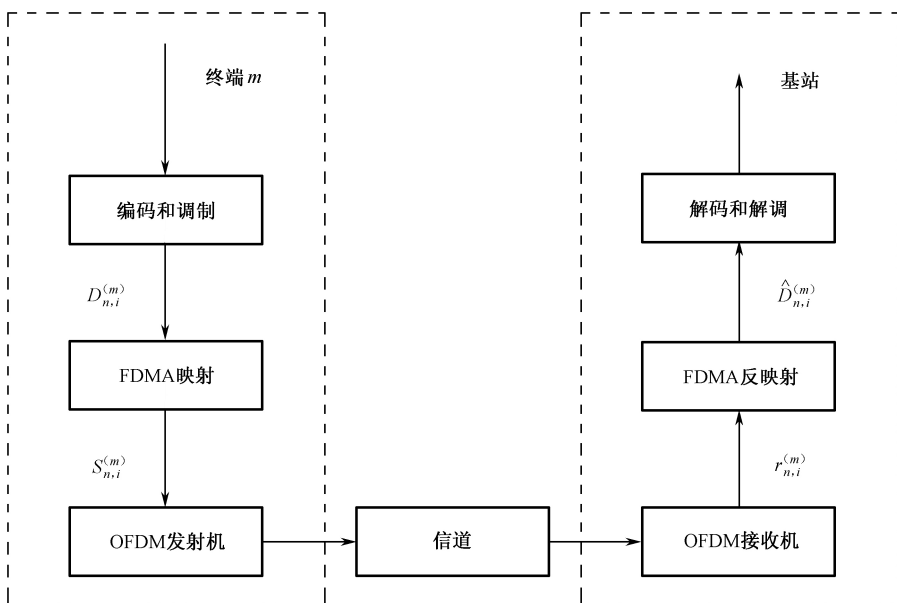 终端 m
编码和调制
D_{n,i}^{(m)}
FDMA映射
S_{n,i}^{(m)}
OFDM发射机
信道
基站
解码和解调
\hat{D}_{n,i}^{(m)}
FDMA反映射
r_{n,i}^{(m)}
OFDM接收机